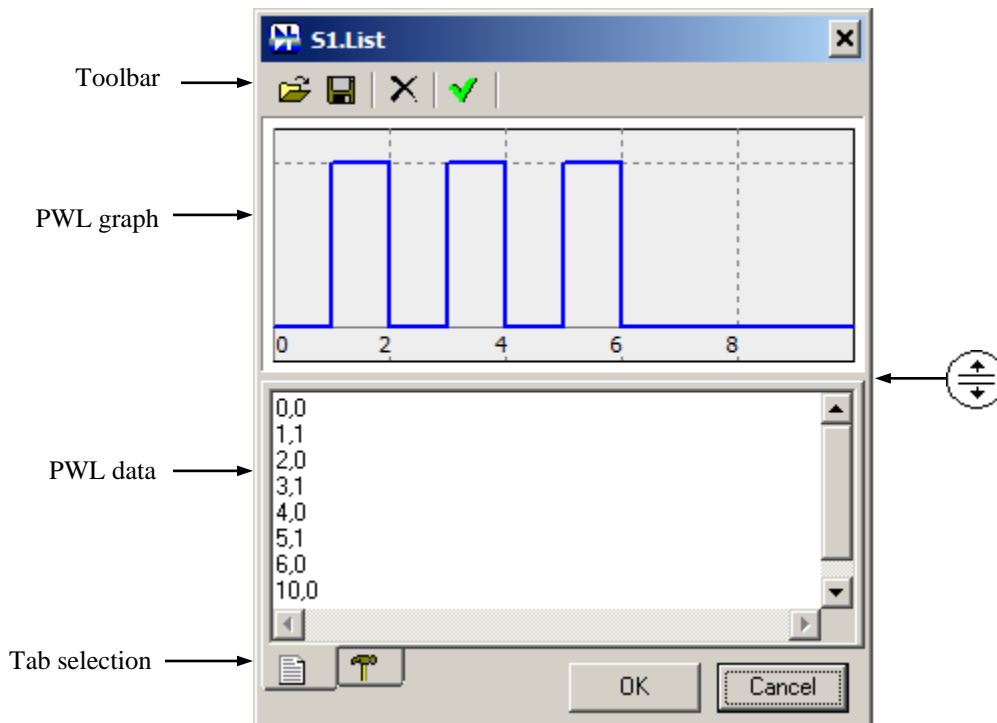 S1.List
Toolbar
PWL graph
0 2 4 6 8
PWL data
0,0
1,1
2,0
3,1
4,0
5,1
6,0
10,0
Tab selection
OK Cancel